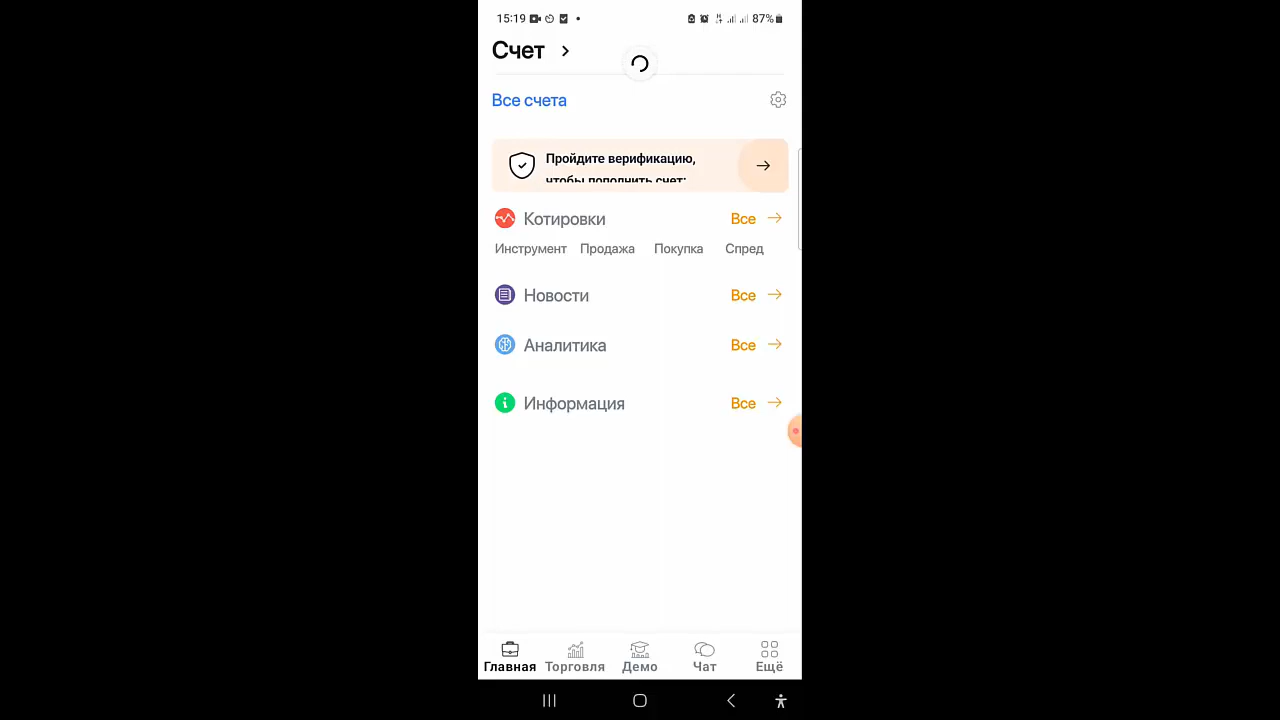 15:19 87%
Счет
Все счета
Пройдите верификацию,
чтобы пополнить счет:
Котировки Все
Инструмент Продажа Покупка Спред
Новости Все
Аналитика Все
Информация Все
Главная Торговля Демо Чат Ещё